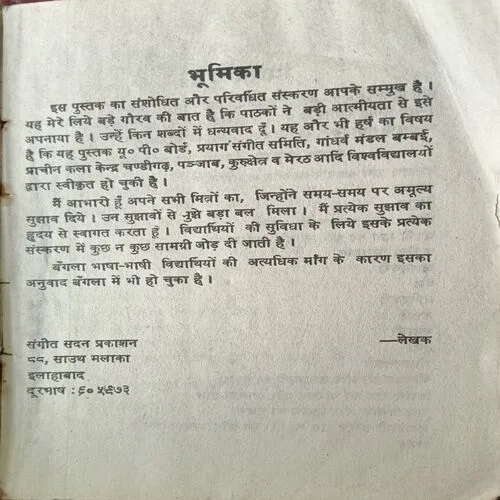 भूमिका
इस पुस्तक का संशोधित और परिवर्धित संस्करण आपके सम्मुख है ।
यह मेरे लिये बड़े गौरव की बात है कि पाठकों ने बड़ी आत्मीयता से इसे
अपनाया है । उन्हें किन शब्दों में धन्यवाद दूँ । यह और भी हर्ष का विषय
है कि यह पुस्तक यू० पी० बोर्ड, प्रयाग संगीत समिति, गांधर्व मंडल बम्बई,
प्राचीन कला केन्द्र चण्डीगढ़, पञ्जाब, कुरुक्षेत्र व मेरठ आदि विश्वविद्यालयों
द्वारा स्वीकृत हो चुकी है ।
मैं आभारी हूँ अपने सभी मित्रों का, जिन्होंने समय-समय पर अमूल्य
सुझाव दिये । उन सुझावों से मुझे बड़ा बल मिला । मैं प्रत्येक सुझाव का
हृदय से स्वागत करता हूं । विद्यार्थियों की सुविधा के लिये इसके प्रत्येक
संस्करण में कुछ न कुछ सामग्री जोड़ दी जाती है ।
बँगला भाषा-भाषी विद्यार्थियों की अत्यधिक माँग के कारण इसका
अनुवाद बँगला में भी हो चुका है ।
संगीत सदन प्रकाशन —लेखक
८८, साउथ मलाका
इलाहाबाद
दूरभाष : ६० ५९७३